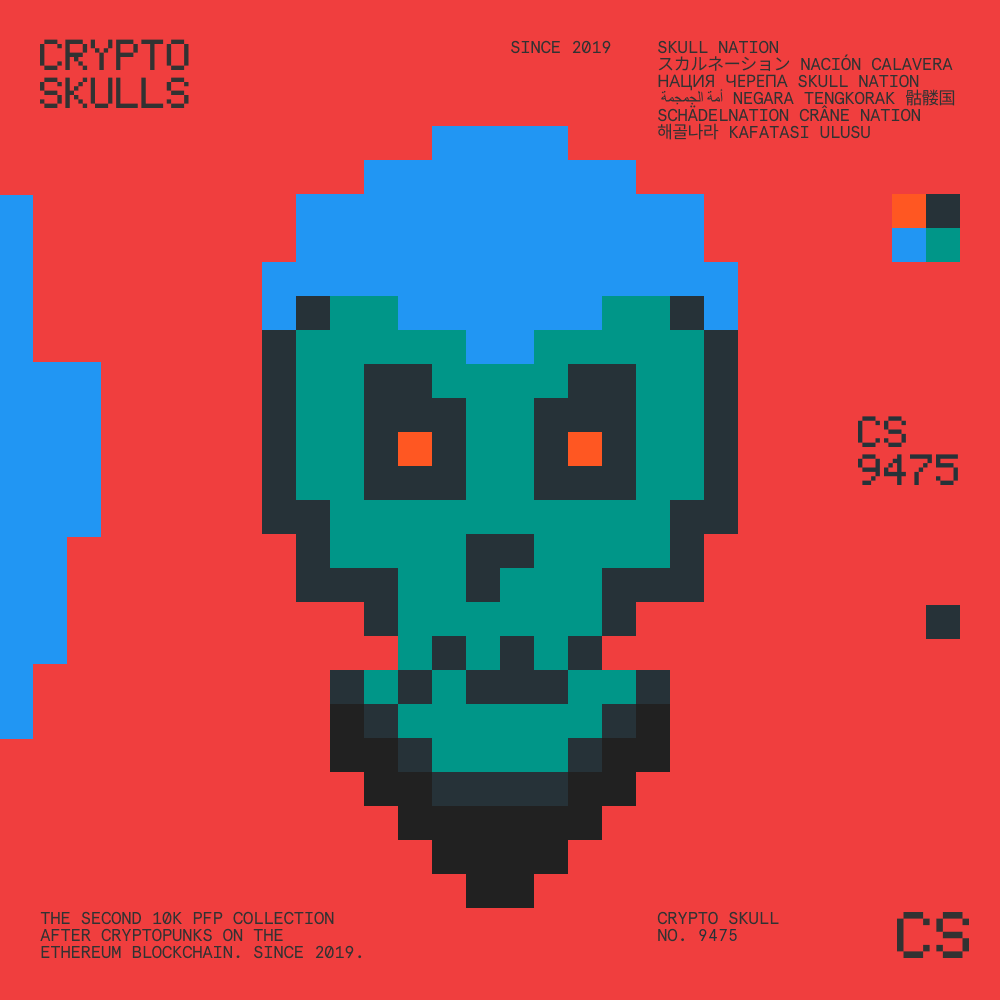 CRYPTO
SKULLS
SINCE 2019
SKULL NATION
スカルネーション NACIÓN CALAVERA
НАЦИЯ ЧЕРЕПА SKULL NATION
أمة الجمجمة NEGARA TENGKORAK 骷髅国
SCHÄDELNATION CRÂNE NATION
해골나라 KAFATASI ULUSU
CS
9475
THE SECOND 10K PFP COLLECTION
AFTER CRYPTOPUNKS ON THE
ETHEREUM BLOCKCHAIN. SINCE 2019.
CRYPTO SKULL
NO. 9475
CS